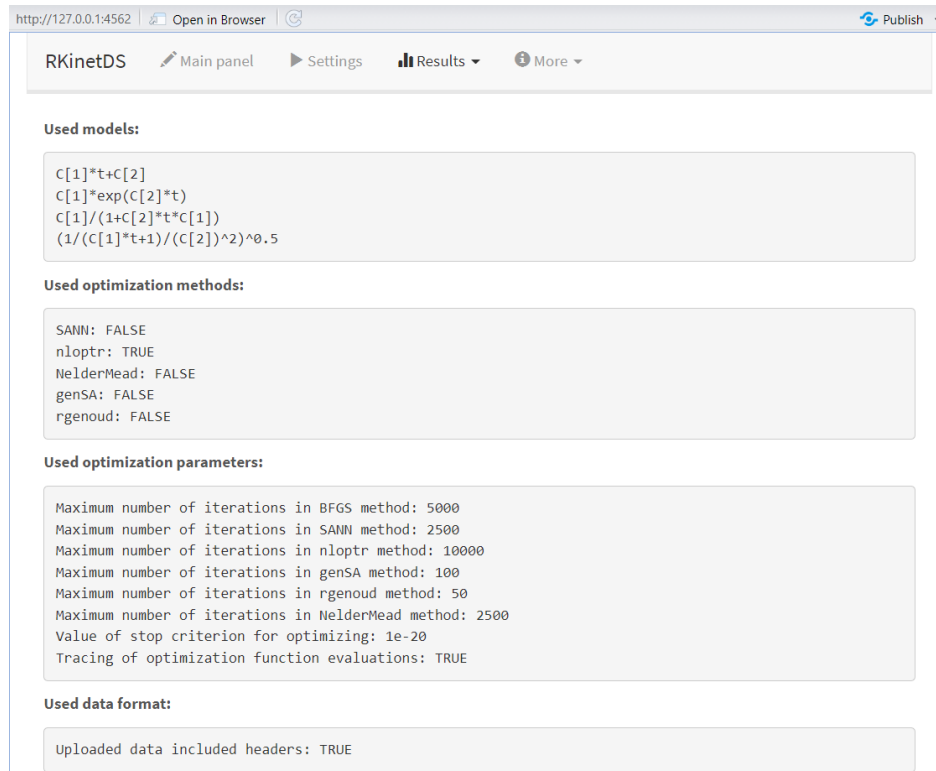 http://127.0.0.1:4562 Open in Browser Publish
RKinetDS Main panel Settings Results More
Used models:
C[1]*t+C[2]
C[1]*exp(C[2]*t)
C[1]/(1+C[2]*t*C[1])
(1/(C[1]*t+1)/(C[2])^2)^0.5
Used optimization methods:
SANN: FALSE
nloptr: TRUE
NelderMead: FALSE
genSA: FALSE
rgenoud: FALSE
Used optimization parameters:
Maximum number of iterations in BFGS method: 5000
Maximum number of iterations in SANN method: 2500
Maximum number of iterations in nloptr method: 10000
Maximum number of iterations in genSA method: 100
Maximum number of iterations in rgenoud method: 50
Maximum number of iterations in NelderMead method: 2500
Value of stop criterion for optimizing: 1e-20
Tracing of optimization function evaluations: TRUE
Used data format:
Uploaded data included headers: TRUE